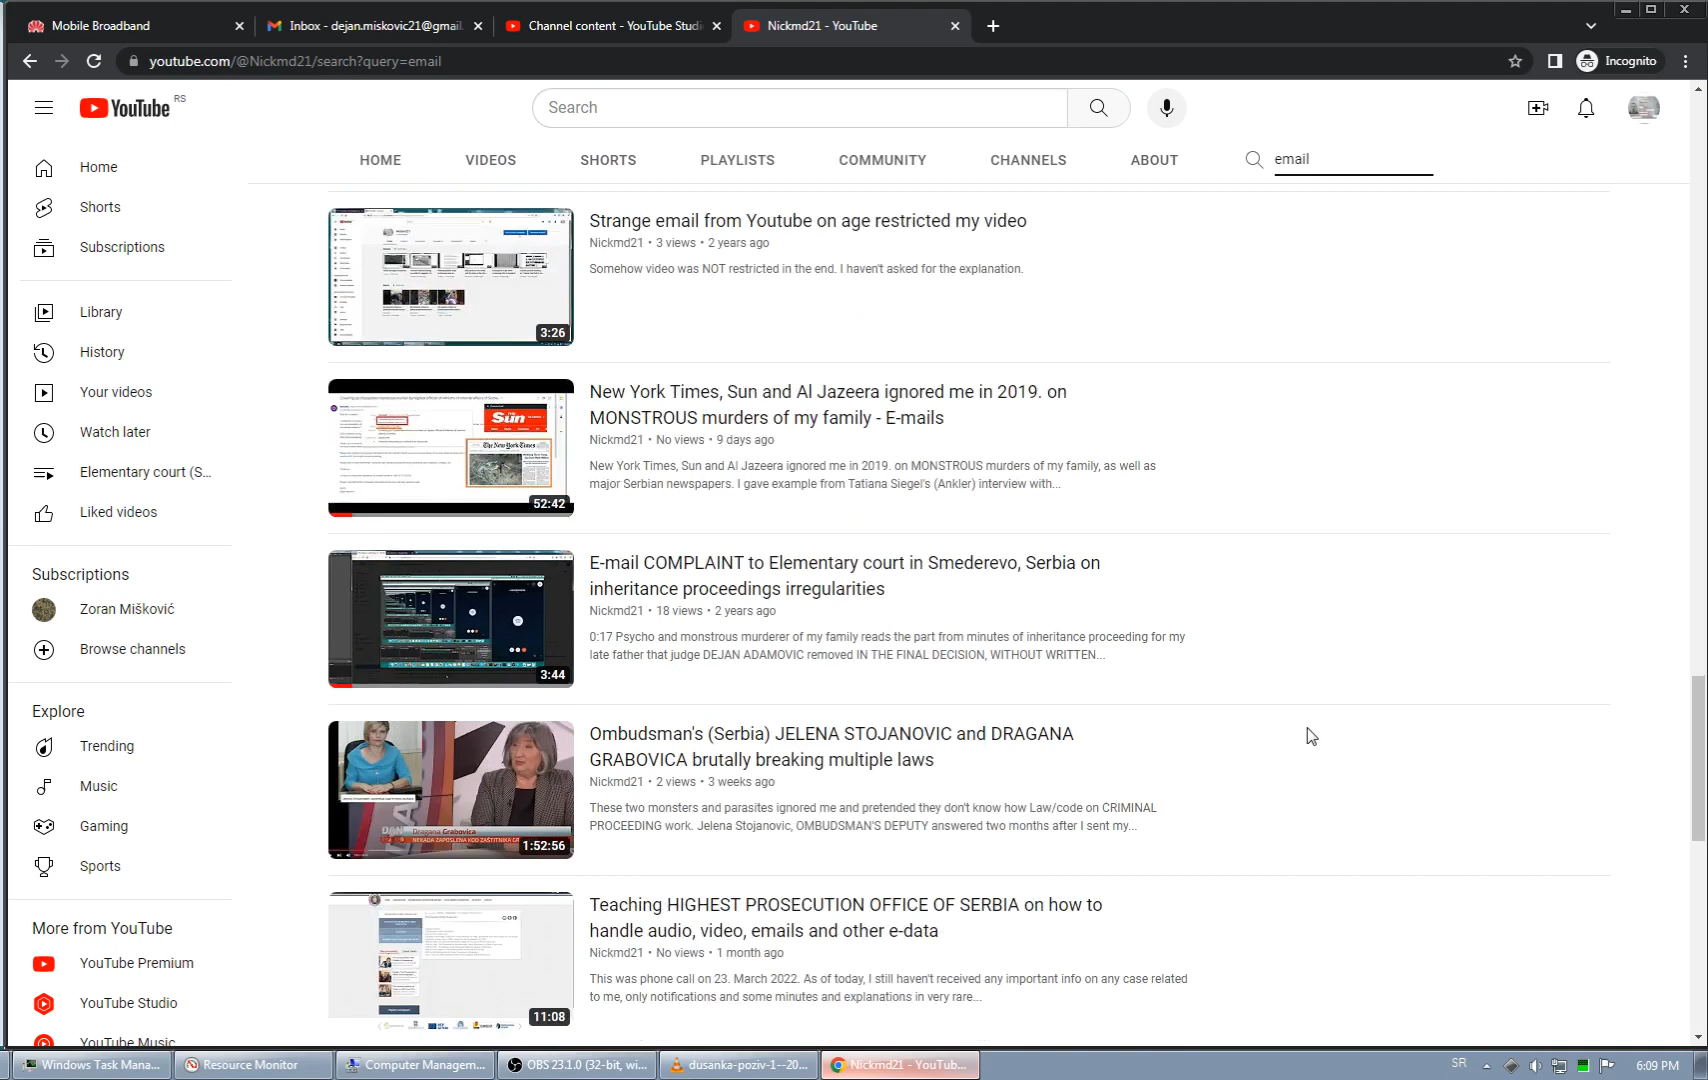 Mobile Broadband
Inbox - dejan.miskovic21@gmail.
Channel content - YouTube Studi
Nickmd21 - YouTube
youtube.com/@Nickmd21/search?query=email
Incognito
YouTube
RS
Search
HOME
VIDEOS
SHORTS
PLAYLISTS
COMMUNITY
CHANNELS
ABOUT
email
Home
Shorts
Subscriptions
Library
History
Your videos
Watch later
Elementary court (S...
Liked videos
Subscriptions
Zoran Mišković
Browse channels
Explore
Trending
Music
Gaming
Sports
More from YouTube
YouTube Premium
YouTube Studio
YouTube Music
3:26
Strange email from Youtube on age restricted my video
Nickmd21 • 3 views • 2 years ago
Somehow video was NOT restricted in the end. I haven't asked for the explanation.
The Sun
The New York Times
52:42
New York Times, Sun and Al Jazeera ignored me in 2019. on
MONSTROUS murders of my family - E-mails
Nickmd21 • No views • 9 days ago
New York Times, Sun and Al Jazeera ignored me in 2019. on MONSTROUS murders of my family, as well as
major Serbian newspapers. I gave example from Tatiana Siegel's (Ankler) interview with...
3:44
E-mail COMPLAINT to Elementary court in Smederevo, Serbia on
inheritance proceedings irregularities
Nickmd21 • 18 views • 2 years ago
0:17 Psycho and monstrous murderer of my family reads the part from minutes of inheritance proceeding for my
late father that judge DEJAN ADAMOVIC removed IN THE FINAL DECISION, WITHOUT WRITTEN...
Dragana Grabovica
NEKADA ZAPOSLENA KOD ZAŠTITNIKA GR
1:52:56
Ombudsman's (Serbia) JELENA STOJANOVIC and DRAGANA
GRABOVICA brutally breaking multiple laws
Nickmd21 • 2 views • 3 weeks ago
These two monsters and parasites ignored me and pretended they don't know how Law/code on CRIMINAL
PROCEEDING work. Jelena Stojanovic, OMBUDSMAN'S DEPUTY answered two months after I sent my...
11:08
Teaching HIGHEST PROSECUTION OFFICE OF SERBIA on how to
handle audio, video, emails and other e-data
Nickmd21 • No views • 1 month ago
This was phone call on 23. March 2022. As of today, I still haven't received any important info on any case related
to me, only notifications and some minutes and explanations in very rare...
Windows Task Mana...
Resource Monitor
Computer Managem...
OBS 23.1.0 (32-bit, wi...
dusanka-poziv-1--20...
Nickmd21 - YouTub...
SR
6:09 PM